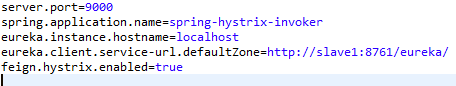 server.port=9000
spring.application.name=spring-hystrix-invoker
eureka.instance.hostname=localhost
eureka.client.service-url.defaultZone=http://slave1:8761/eureka/
feign.hystrix.enabled=true